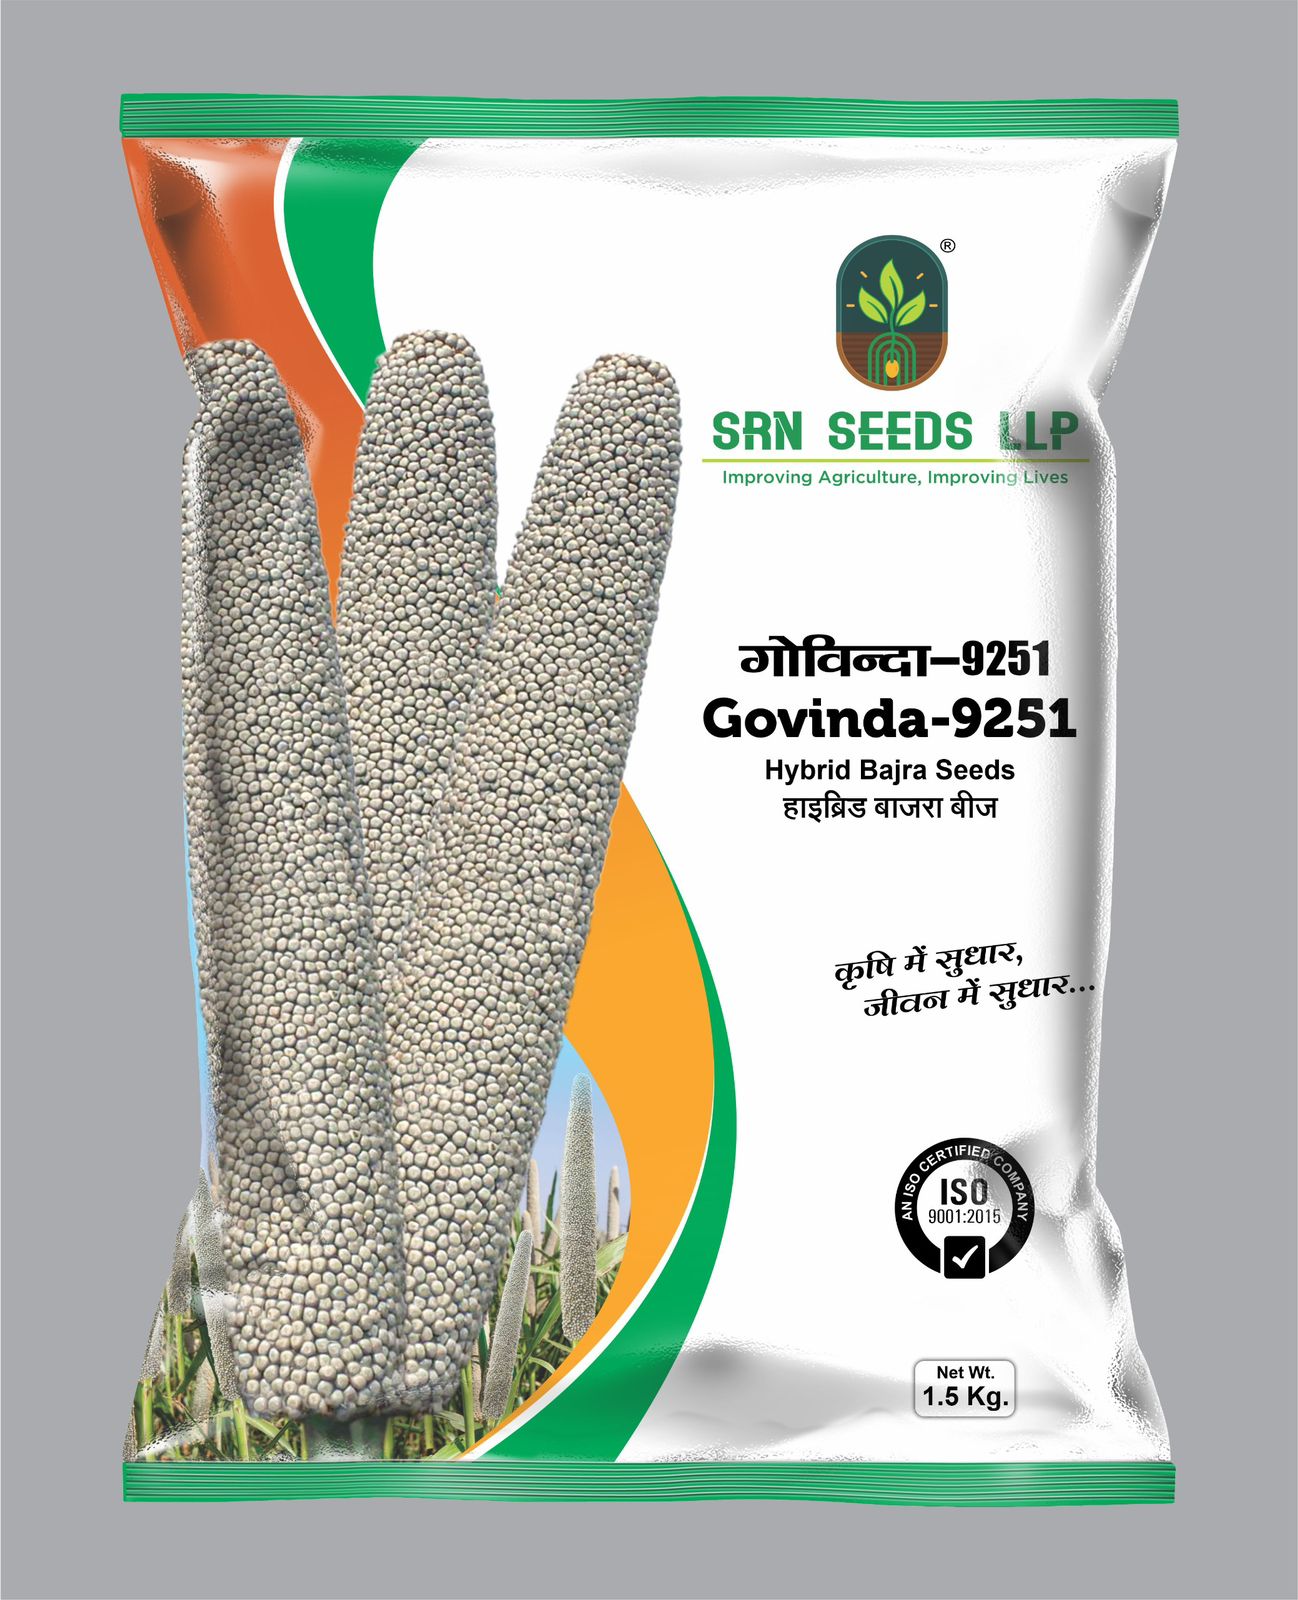 ®
SRN SEEDS LLP
Improving Agriculture, Improving Lives
गोविन्दा–9251
Govinda-9251
Hybrid Bajra Seeds
हाइब्रिड बाजरा बीज
कृषि में सुधार,
जीवन में सुधार...
AN ISO CERTIFIED COMPANY
ISO
9001:2015
Net Wt.
1.5 Kg.